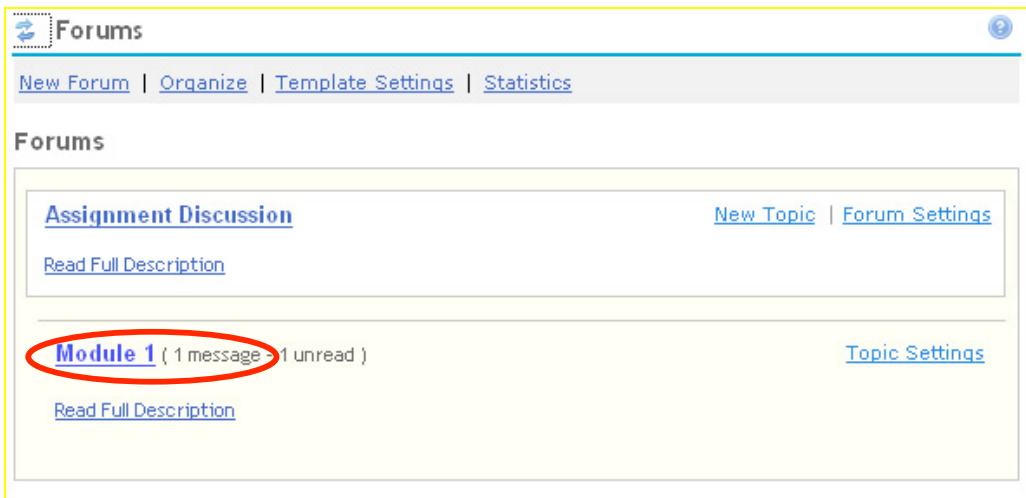 Forums
?
New Forum | Organize | Template Settings | Statistics
Forums
Assignment Discussion New Topic | Forum Settings
Read Full Description
Module 1 ( 1 message - 1 unread ) Topic Settings
Read Full Description